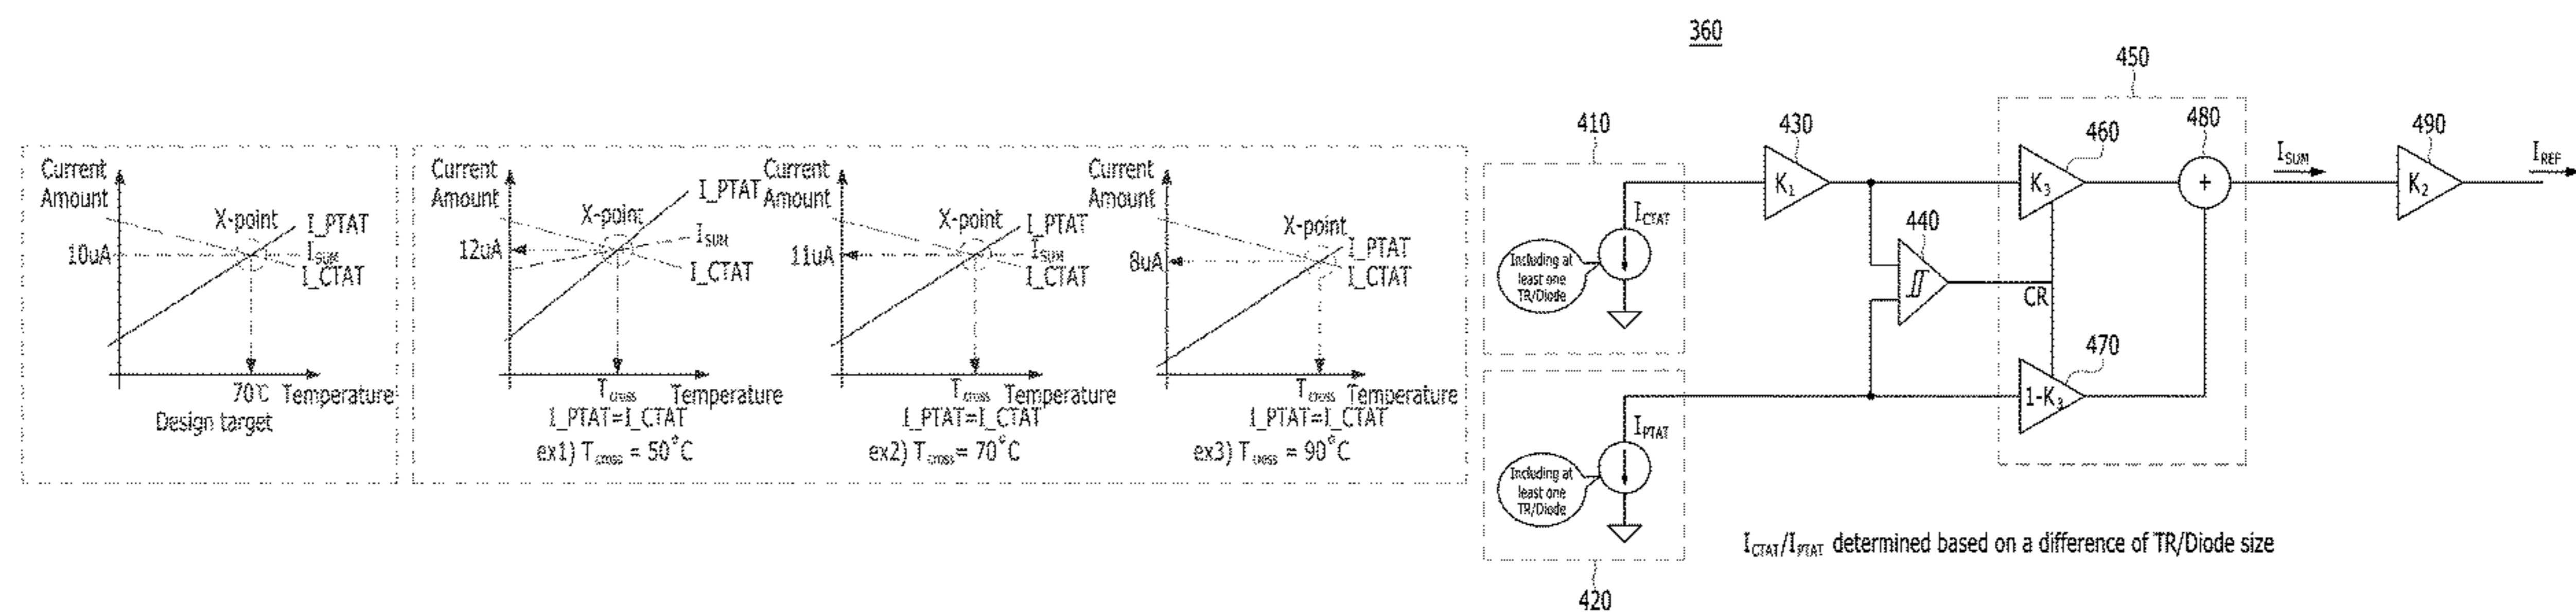 360
Current
Amount
X-point
I_PTAT
10uA
ISUM
I_CTAT
70℃ Temperature
Design target
Current
Amount
X-point
I_PTAT
12uA
ISUM
I_CTAT
Tcross Temperature
I_PTAT=I_CTAT
ex1) Tcross = 50°C
Current
Amount
X-point
I_PTAT
11uA
ISUM
I_CTAT
Tcross Temperature
I_PTAT=I_CTAT
ex2) Tcross = 70°C
Current
Amount
X-point
8uA
I_PTAT
I_CTAT
Tcross Temperature
I_PTAT=I_CTAT
ex3) Tcross = 90°C
410
ICTAT
Including at
least one
TR/Diode
420
IPTAT
Including at
least one
TR/Diode
430
K1
440
CR
450
460
K3
470
1-K3
480
+
ISUM
490
K2
IREF
ICTAT/IPTAT determined based on a difference of TR/Diode size